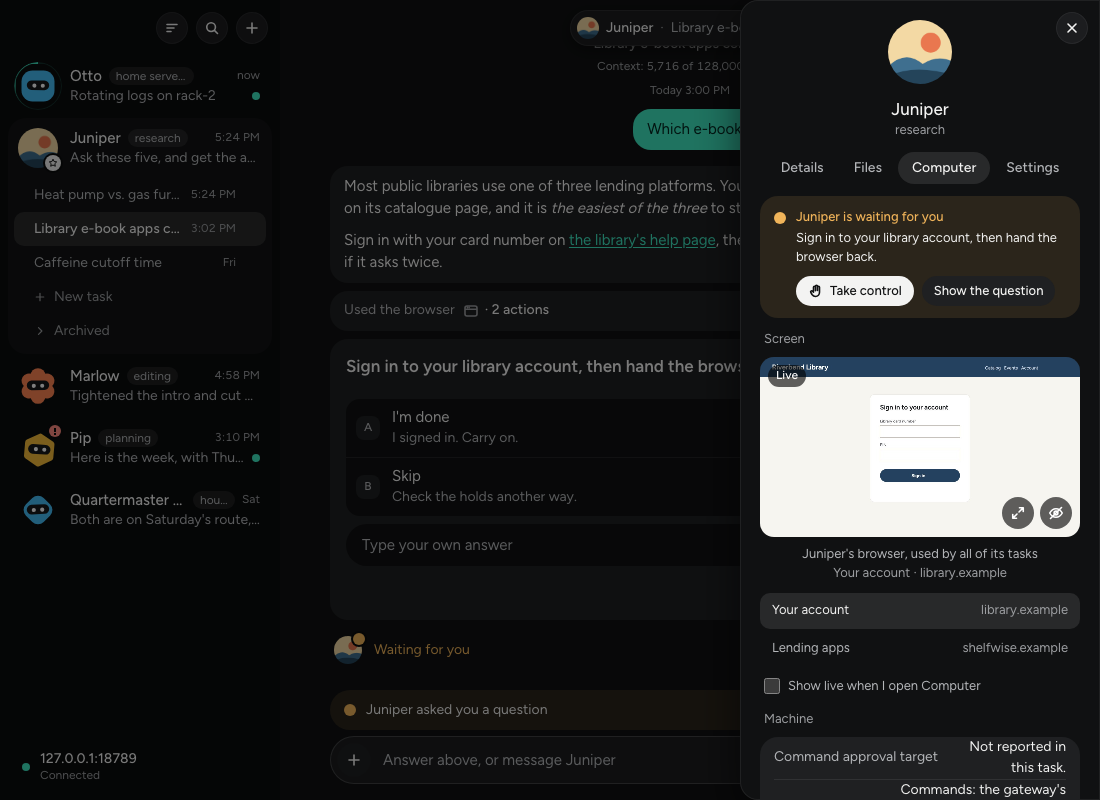 Otto
home serve...
now
Rotating logs on rack-2
Juniper
research
5:24 PM
Ask these five, and get the a...
Heat pump vs. gas fur...
5:24 PM
Library e-book apps c...
3:02 PM
Caffeine cutoff time
Fri
New task
Archived
Marlow
editing
4:58 PM
Tightened the intro and cut ...
Pip
planning
3:10 PM
Here is the week, with Thu...
Quartermaster ...
hou...
Sat
Both are on Saturday's route,...
127.0.0.1:18789
Connected
Juniper · Library e-b
Context: 5,716 of 128,000
Today 3:00 PM
Which e-book
Most public libraries use one of three lending platforms. You
on its catalogue page, and it is the easiest of the three to st
Sign in with your card number on the library's help page, the
if it asks twice.
Used the browser · 2 actions
Sign in to your library account, then hand the brows
A
I'm done
I signed in. Carry on.
B
Skip
Check the holds another way.
Type your own answer
Waiting for you
Juniper asked you a question
Answer above, or message Juniper
Juniper
research
Details
Files
Computer
Settings
Juniper is waiting for you
Sign in to your library account, then hand the
browser back.
Take control
Show the question
Screen
Library
Live
Catalog Events Account
Sign in to your account
Library card number
PIN
Sign in
Juniper's browser, used by all of its tasks
Your account · library.example
Your account
library.example
Lending apps
shelfwise.example
Show live when I open Computer
Machine
Command approval target
Not reported in
this task.
Commands: the gateway's